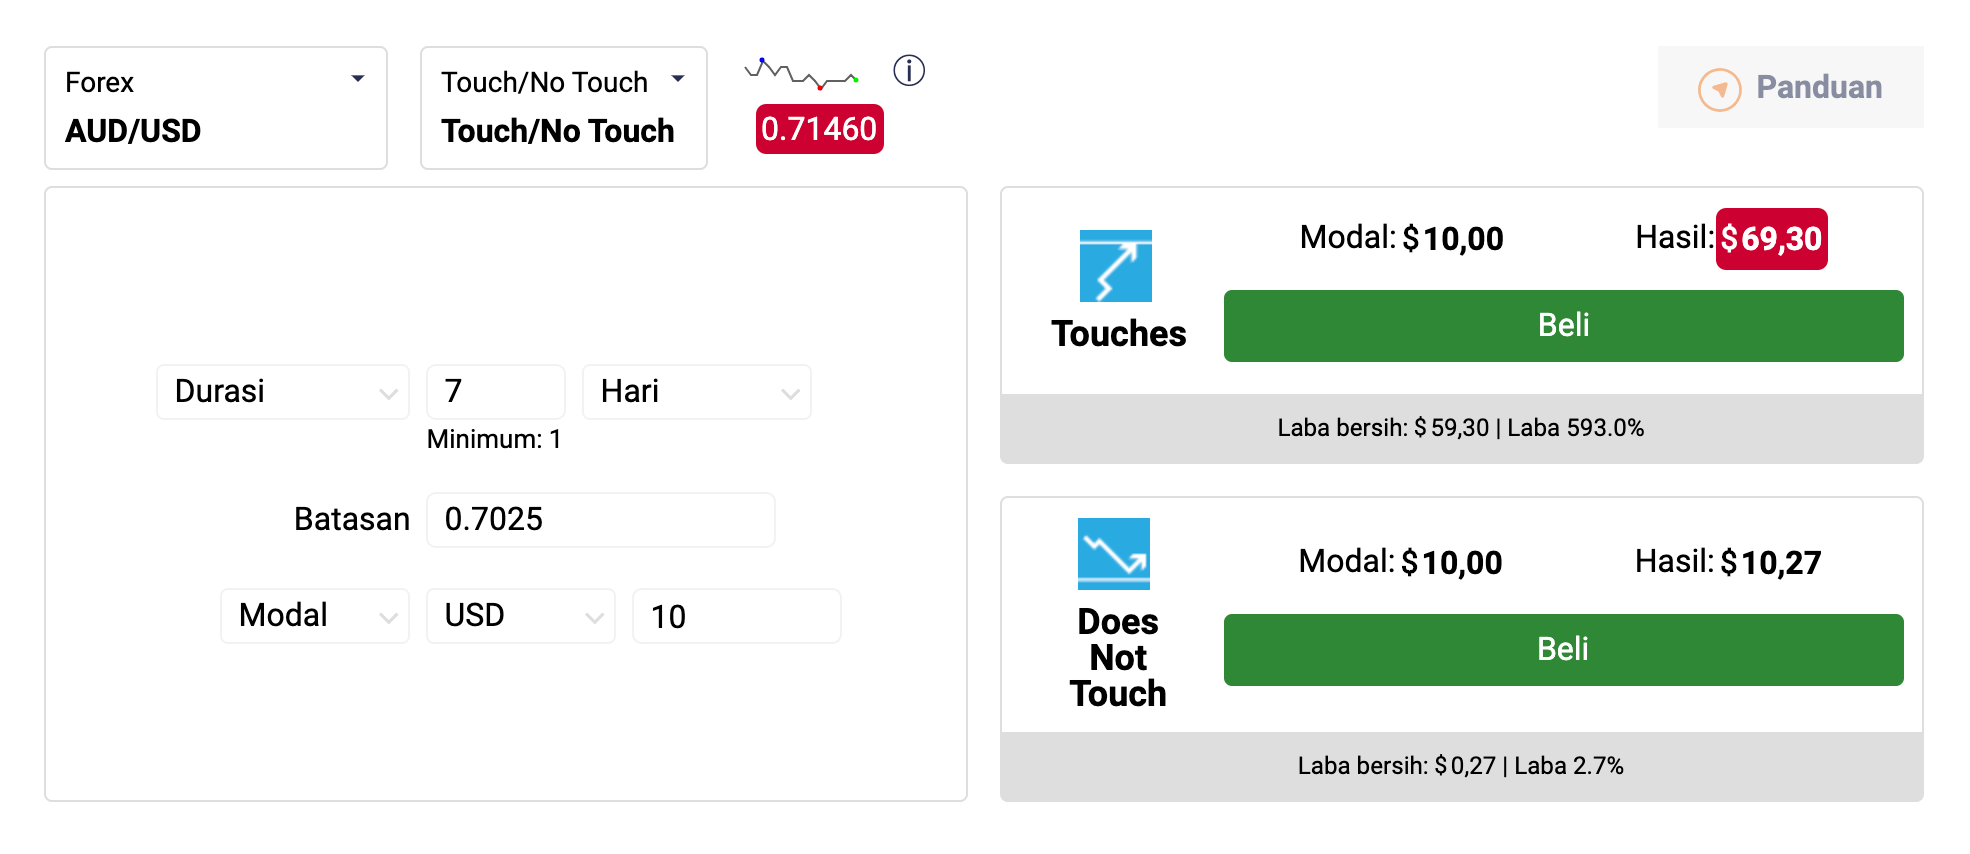 Forex
AUD/USD
Touch/No Touch
Touch/No Touch
0.71460
Panduan
Durasi 7 Hari
Minimum: 1
Batasan 0.7025
Modal USD 10
Modal: $10,00 Hasil: $69,30
Touches
Beli
Laba bersih: $59,30 | Laba 593.0%
Modal: $10,00 Hasil: $10,27
Does
Not
Touch
Beli
Laba bersih: $0,27 | Laba 2.7%